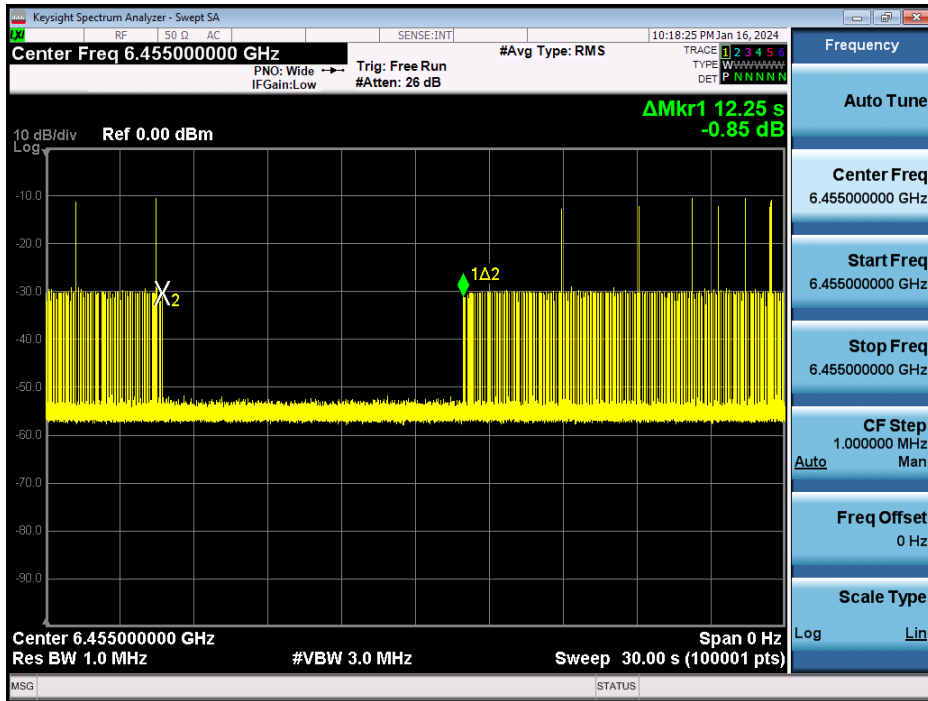 Keysight Spectrum Analyzer - Swept SA
LXI
RF
50 Ω
AC
SENSE:INT
10:18:25 PM Jan 16, 2024
Center Freq 6.455000000 GHz
PNO: Wide
IFGain:Low
Trig: Free Run
#Atten: 26 dB
#Avg Type: RMS
TRACE 1 2 3 4 5 6
TYPE WWWWWW
DET P N N N N N
ΔMkr1 12.25 s
-0.85 dB
10 dB/div
Log
Ref 0.00 dBm
-10.0
-20.0
-30.0
-40.0
-50.0
-60.0
-70.0
-80.0
-90.0
2
1Δ2
Center 6.455000000 GHz
Span 0 Hz
Res BW 1.0 MHz
#VBW 3.0 MHz
Sweep 30.00 s (100001 pts)
MSG
STATUS
Frequency
Auto Tune
Center Freq
6.455000000 GHz
Start Freq
6.455000000 GHz
Stop Freq
6.455000000 GHz
CF Step
1.000000 MHz
Auto Man
Freq Offset
0 Hz
Scale Type
Log Lin